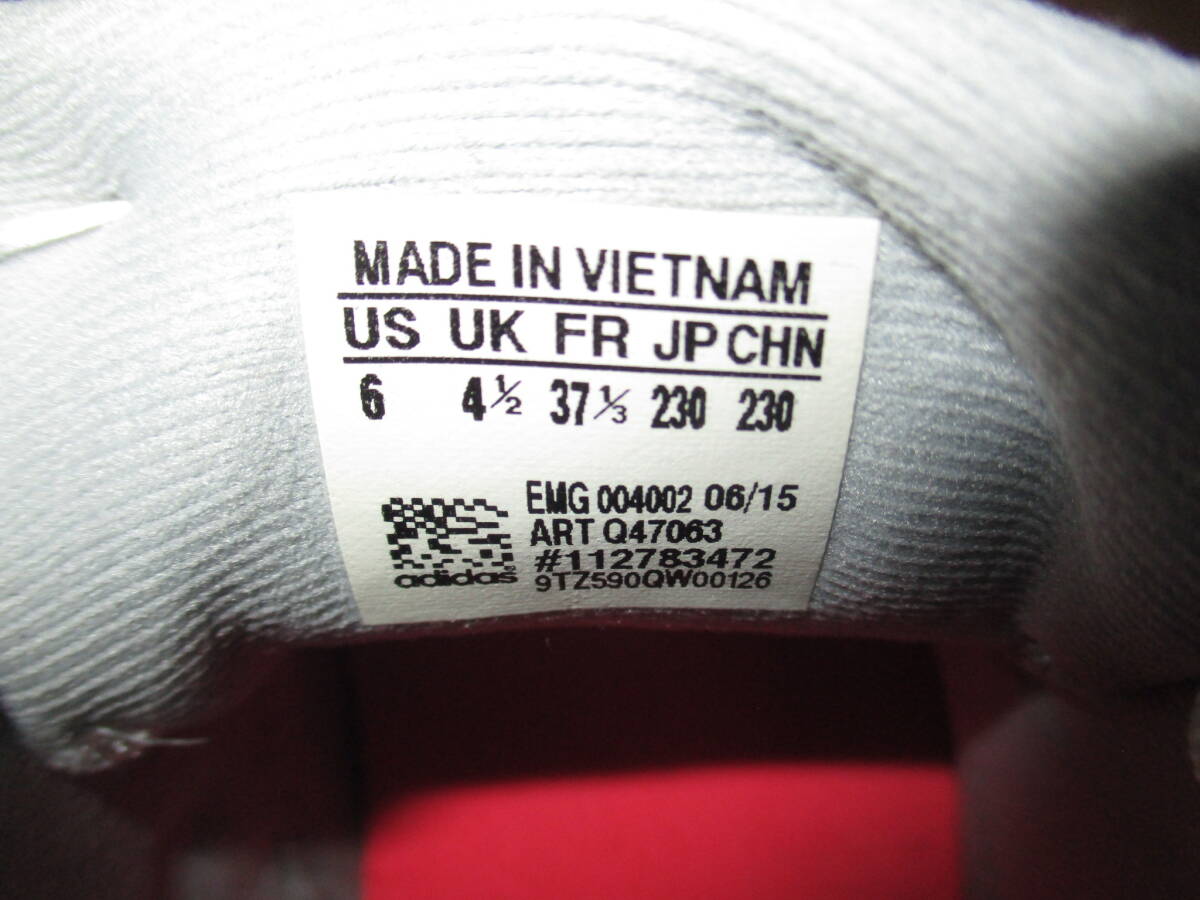 MADE IN VIETNAM
US UK FR JP CHN
6 4½ 37⅓ 230 230
EMG 004002 06/15
ART Q47063
#112783472
adidas 9TZ590QW00126